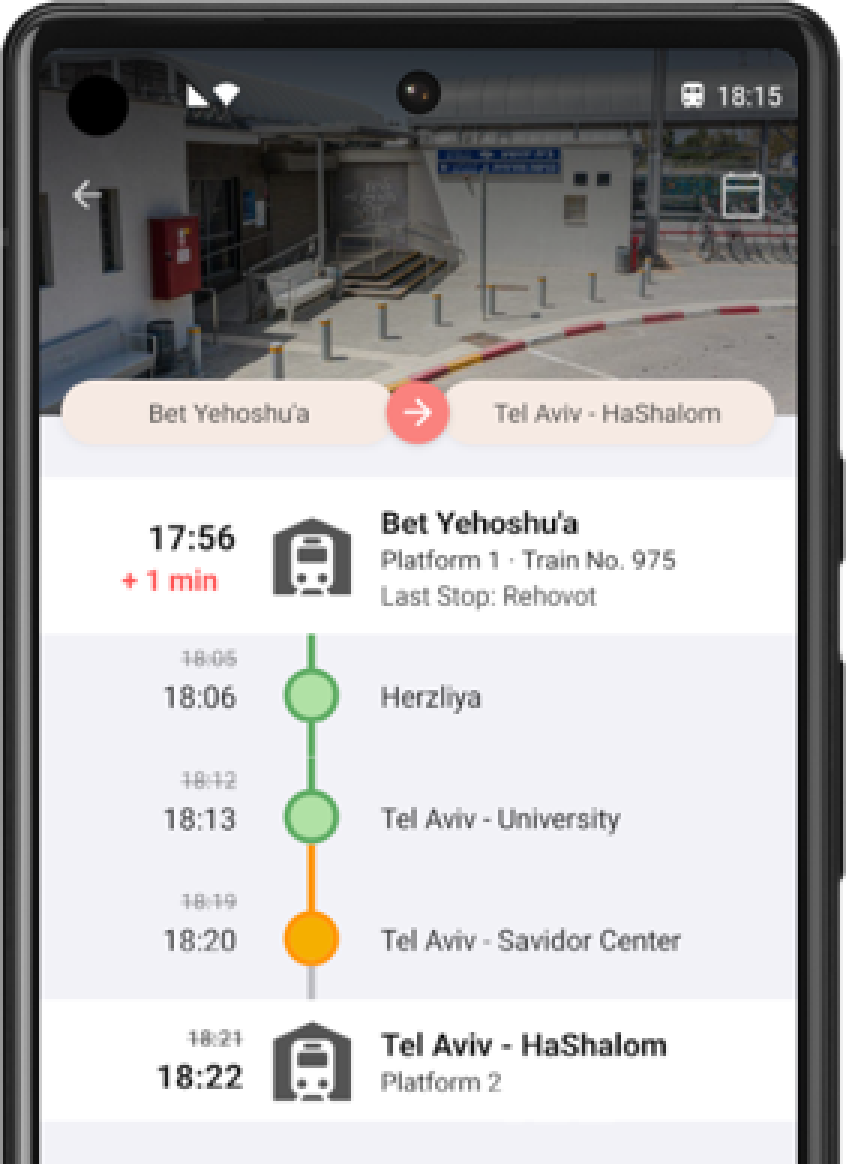 18:15
Bet Yehoshu'a
Tel Aviv - HaShalom
17:56
+ 1 min
Bet Yehoshu'a
Platform 1 · Train No. 975
Last Stop: Rehovot
18:05
18:06
Herzliya
18:12
18:13
Tel Aviv - University
18:19
18:20
Tel Aviv - Savidor Center
18:21
18:22
Tel Aviv - HaShalom
Platform 2